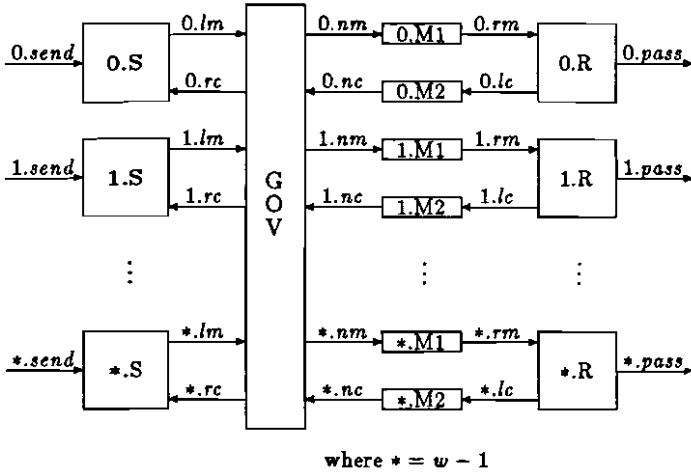 0.lm 0.nm 0.rm
0.send 0.S 0.M1 0.R 0.pass
0.rc 0.nc 0.lc
0.M2
1.lm 1.nm 1.rm
1.send 1.S 1.M1 1.R 1.pass
G
O
V
1.rc 1.nc 1.lc
1.M2
⋮ ⋮ ⋮
*.lm *.nm *.rm
*.send *.S *.M1 *.R *.pass
*.rc *.nc *.lc
*.M2
where * = w − 1